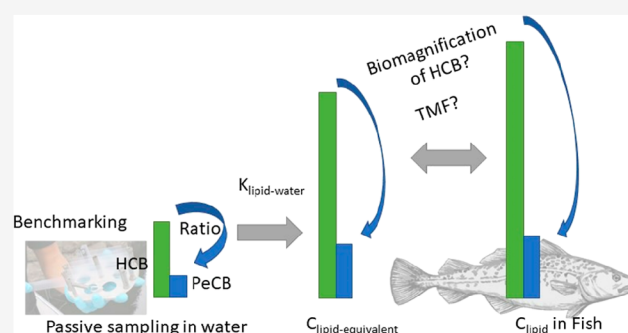 Biomagnification
of HCB?
TMF?
Klipid-water
Benchmarking
Ratio
HCB
PeCB
Passive sampling in water
Clipid-equivalent
Clipid in Fish